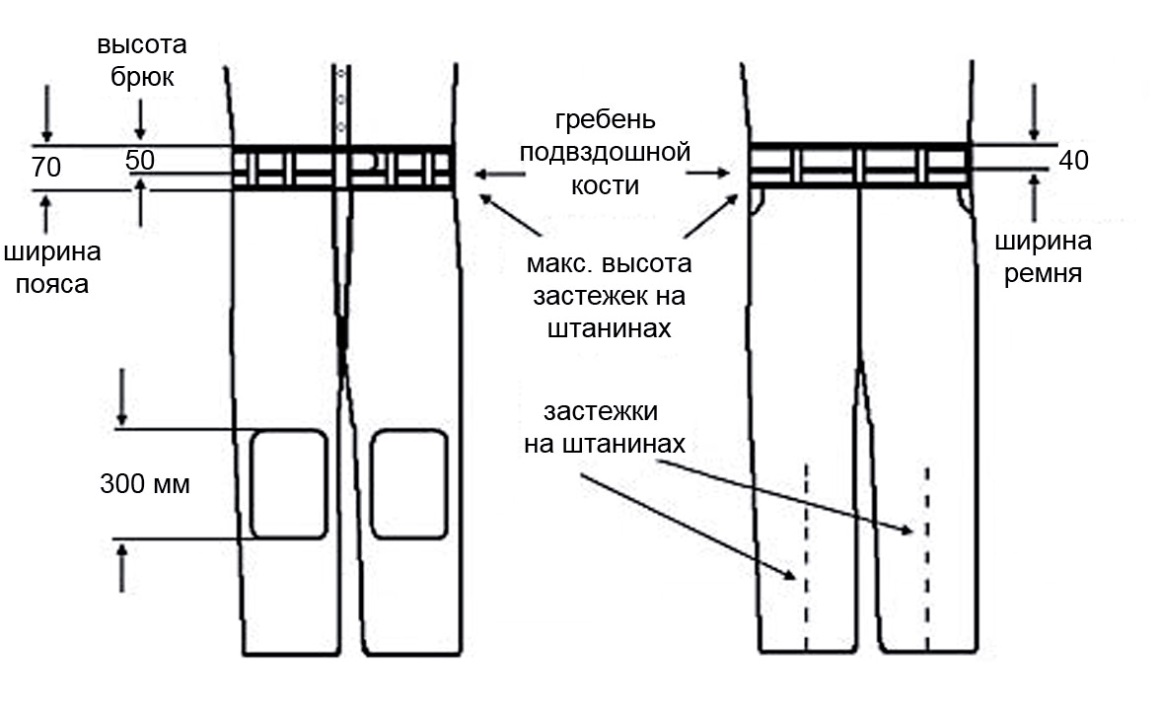 высота
брюк
70
50
ширина
пояса
гребень
подвздошной
кости
40
ширина
ремня
макс. высота
застежек на
штанинах
застежки
на штанинах
300 мм